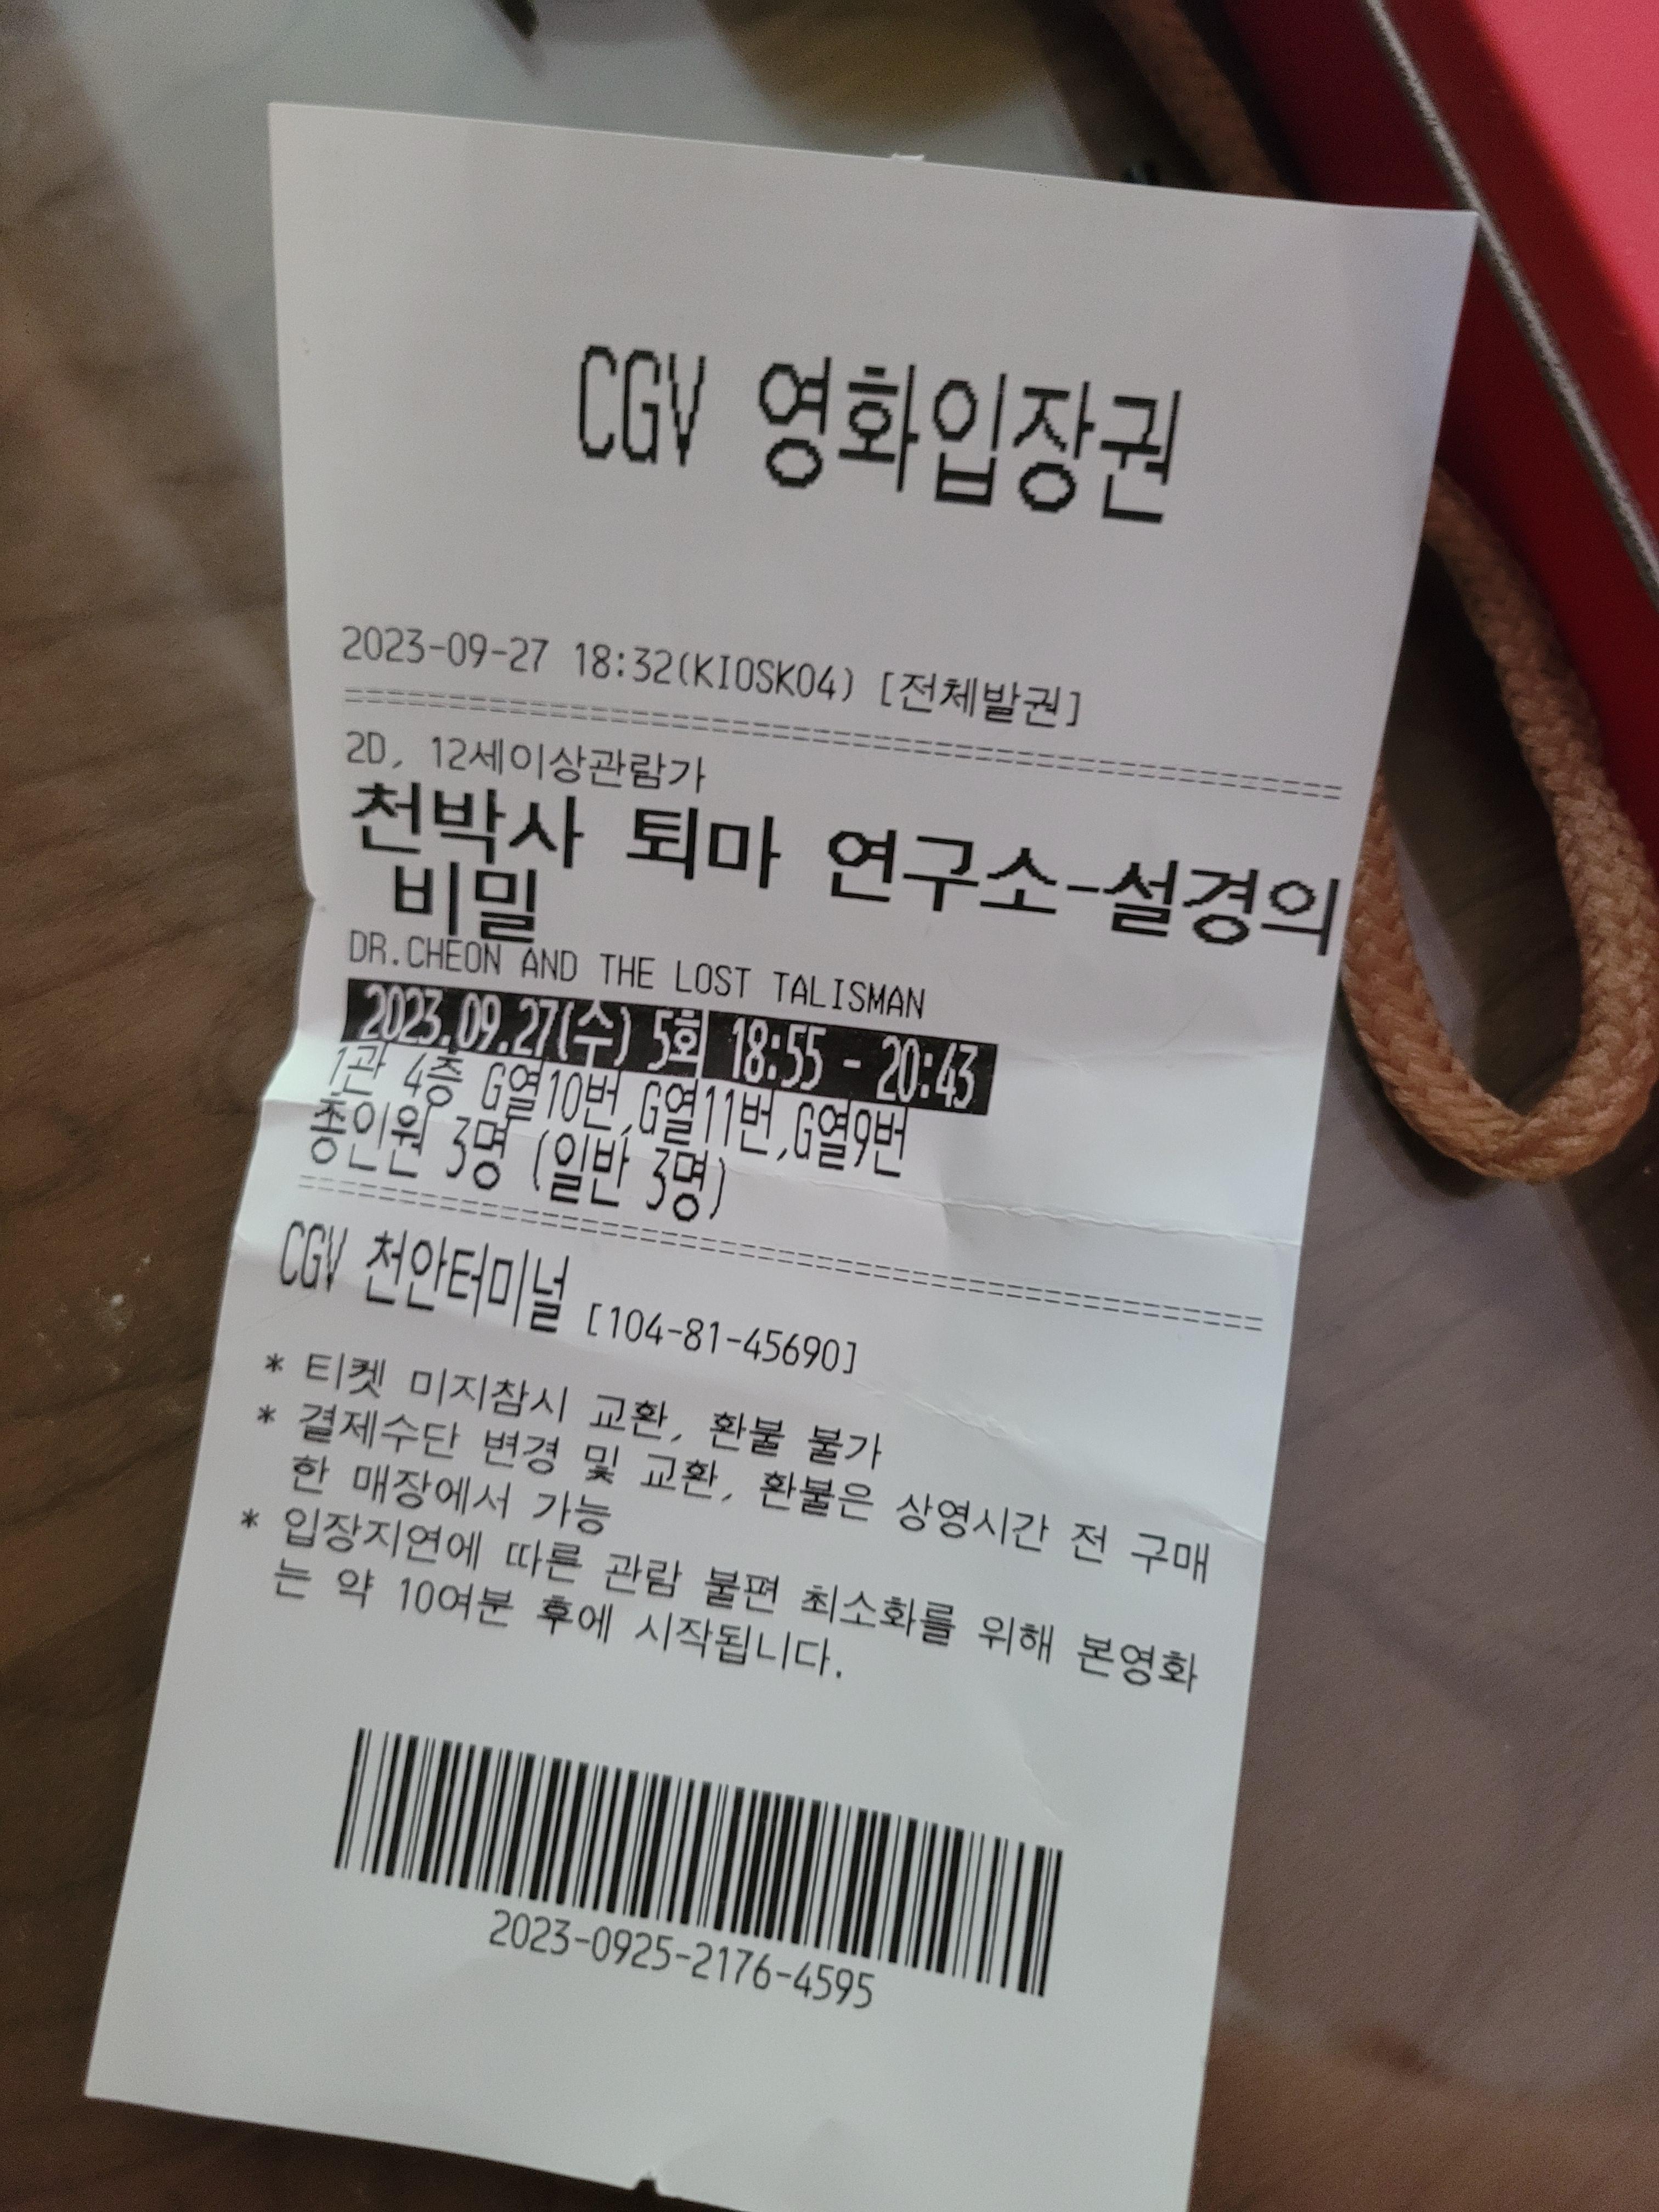 CGV 영화입장권
2023-09-27 18:32(KIOSK04) [전체발권]
==================================================
2D, 12세이상관람가
천박사 퇴마 연구소-설경의
비밀
DR.CHEON AND THE LOST TALISMAN
2023.09.27(수) 5회 18:55 - 20:43
1관 4층 G열10번,G열11번,G열9번
총인원 3명 (일반 3명)
==================================================
CGV 천안터미널 [104-81-45690]
* 티켓 미지참시 교환, 환불 불가
* 결제수단 변경 및 교환, 환불은 상영시간 전 구매
한 매장에서 가능
* 입장지연에 따른 관람 불편 최소화를 위해 본영화
는 약 10여분 후에 시작됩니다.
2023-0925-2176-4595